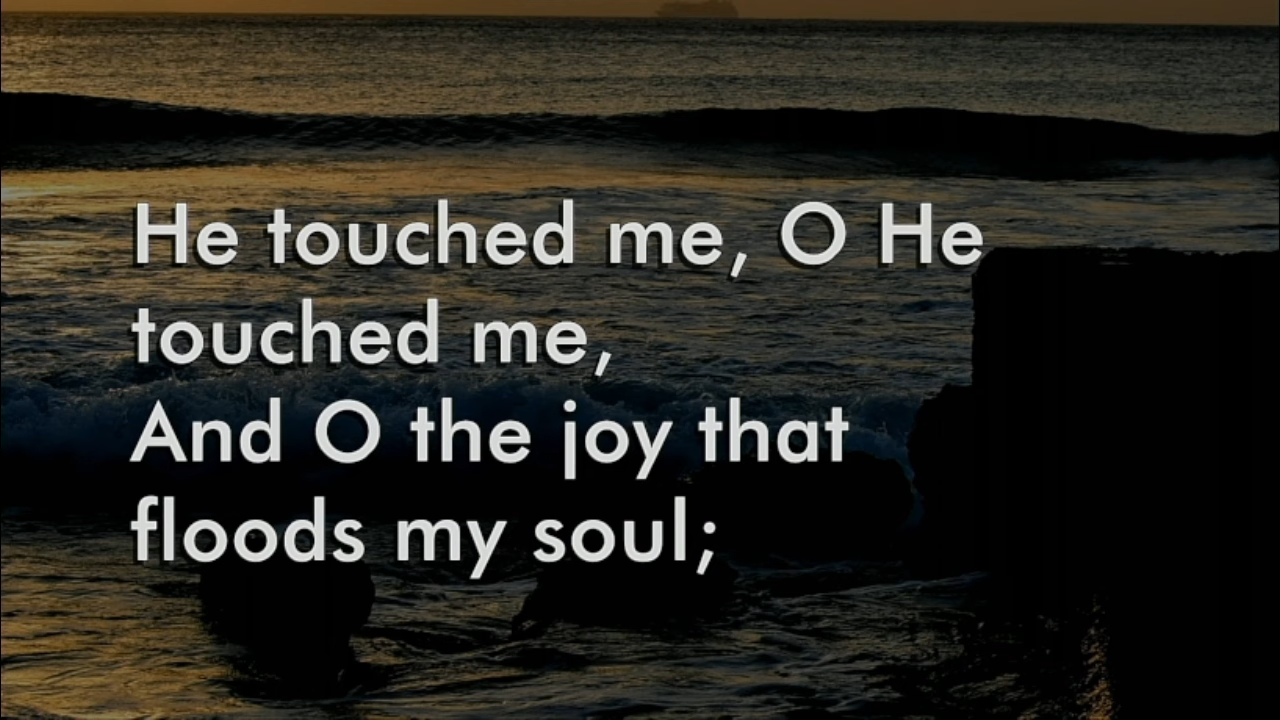 He touched me, O He
touched me,
And O the joy that
floods my soul;